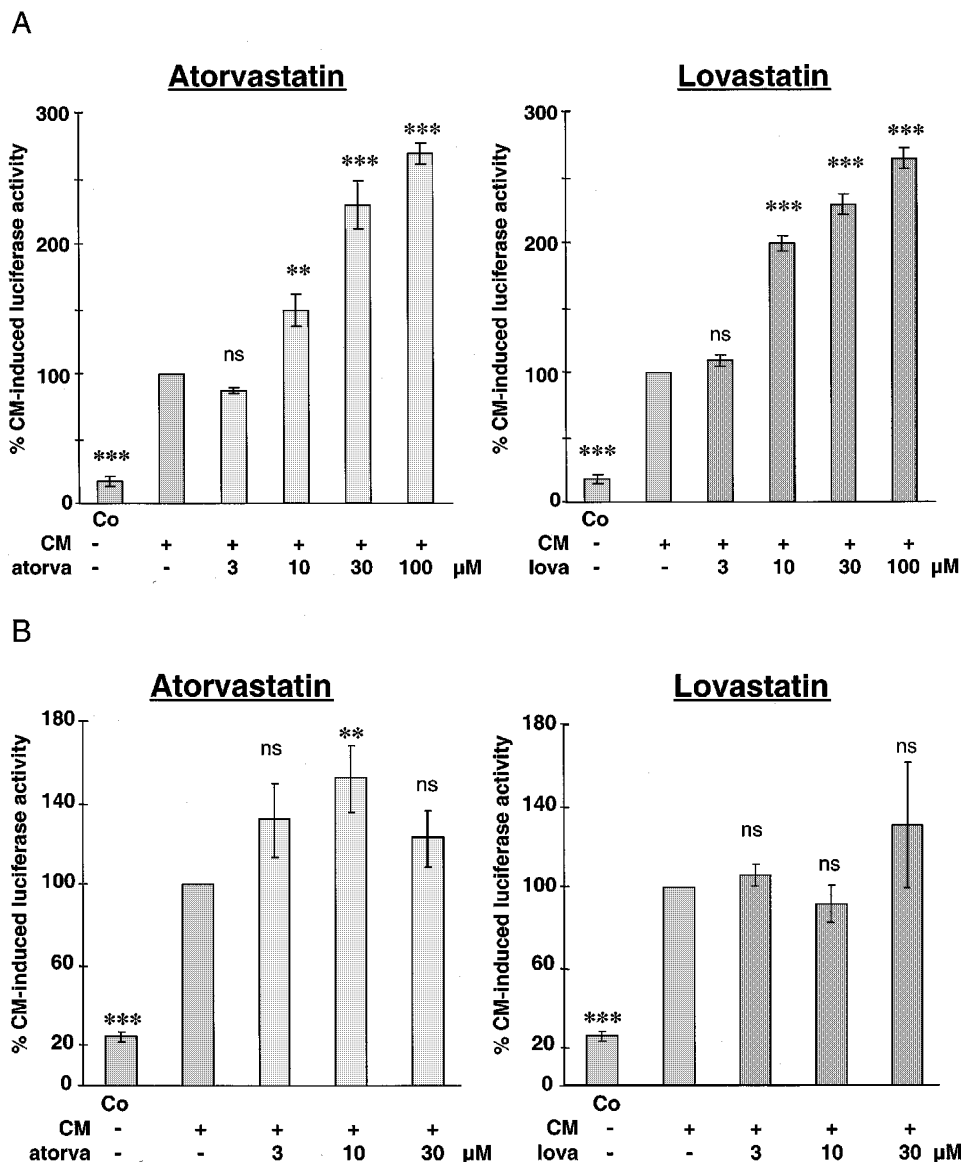 A
Atorvastatin
% CM-induced luciferase activity
300
200
100
0
***
ns
**
***
***
Co
CM - + + + + +
atorva - - 3 10 30 100 µM
Lovastatin
% CM-induced luciferase activity
300
200
100
0
***
ns
***
***
***
Co
CM - + + + + +
lova - - 3 10 30 100 µM
B
Atorvastatin
% CM-induced luciferase activity
180
140
100
60
20
0
***
ns
**
ns
Co
CM - + + + +
atorva - - 3 10 30 µM
Lovastatin
% CM-induced luciferase activity
180
140
100
60
20
0
***
ns
ns
ns
Co
CM - + + + +
lova - - 3 10 30 µM